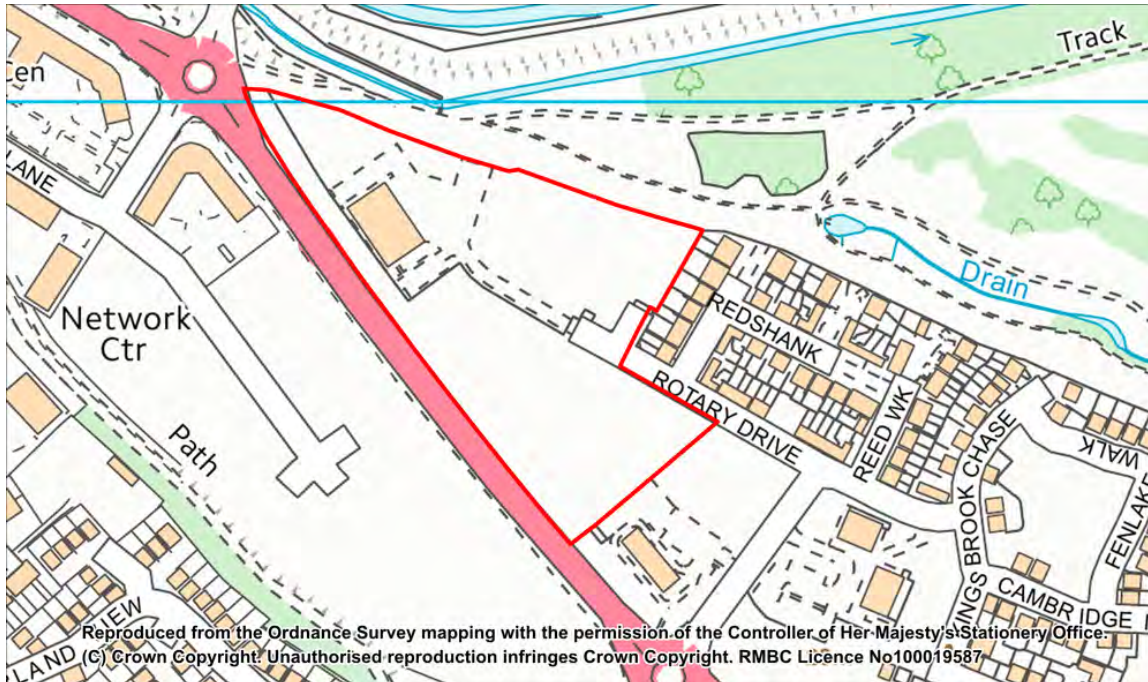 Cen
LANE
Track
Network
Ctr
Path
REDSHANK
ROTARY DRIVE
REED WK
Drain
WALK
FENLAKE
INGS BROOK CHASE
CAMBRIDGE
LAND VIEW
Reproduced from the Ordnance Survey mapping with the permission of the Controller of Her Majesty's Stationery Office.
(C) Crown Copyright. Unauthorised reproduction infringes Crown Copyright. RMBC Licence No100019587